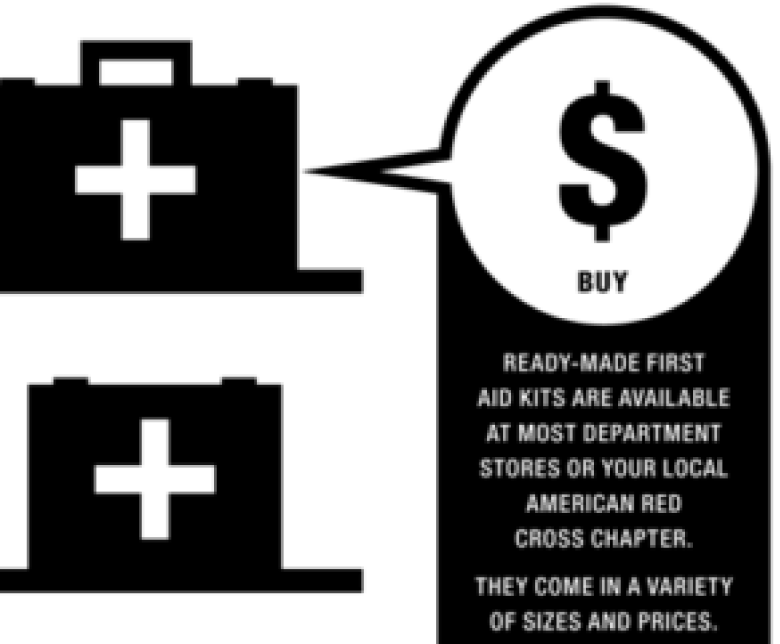 $
BUY
READY-MADE FIRST
AID KITS ARE AVAILABLE
AT MOST DEPARTMENT
STORES OR YOUR LOCAL
AMERICAN RED
CROSS CHAPTER.
THEY COME IN A VARIETY
OF SIZES AND PRICES.